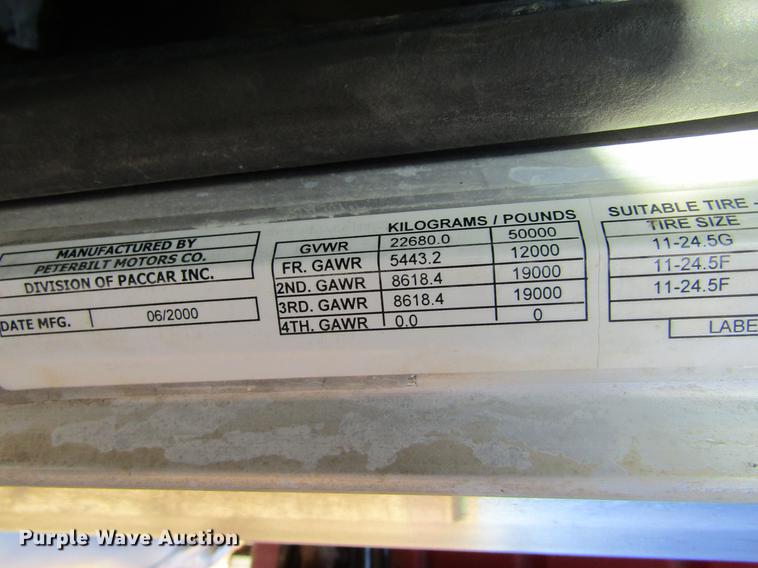 MANUFACTURED BY
PETERBILT MOTORS CO.
DIVISION OF PACCAR INC.
DATE MFG. 06/2000
KILOGRAMS / POUNDS
GVWR 22680.0 50000
FR. GAWR 5443.2 12000
2ND. GAWR 8618.4 19000
3RD. GAWR 8618.4 19000
4TH. GAWR 0.0 0
SUITABLE TIRE -
TIRE SIZE
11-24.5G
11-24.5F
11-24.5F
LABE
Purple Wave Auction